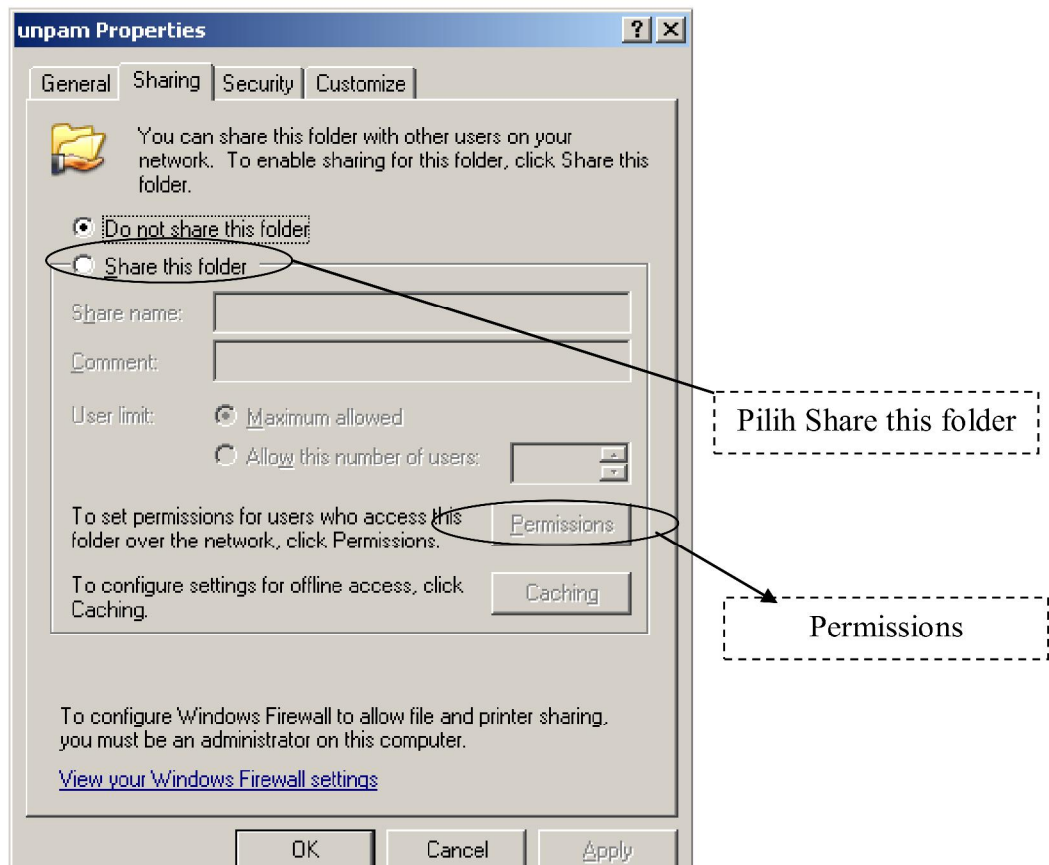 unpam Properties
General Sharing Security Customize
You can share this folder with other users on your
network. To enable sharing for this folder, click Share this
folder.
Do not share this folder
Share this folder
Share name:
Comment:
User limit: Maximum allowed
Allow this number of users:
Pilih Share this folder
To set permissions for users who access this
folder over the network, click Permissions.
Permissions
To configure settings for offline access, click
Caching.
Caching
Permissions
To configure Windows Firewall to allow file and printer sharing,
you must be an administrator on this computer.
View your Windows Firewall settings
OK Cancel Apply